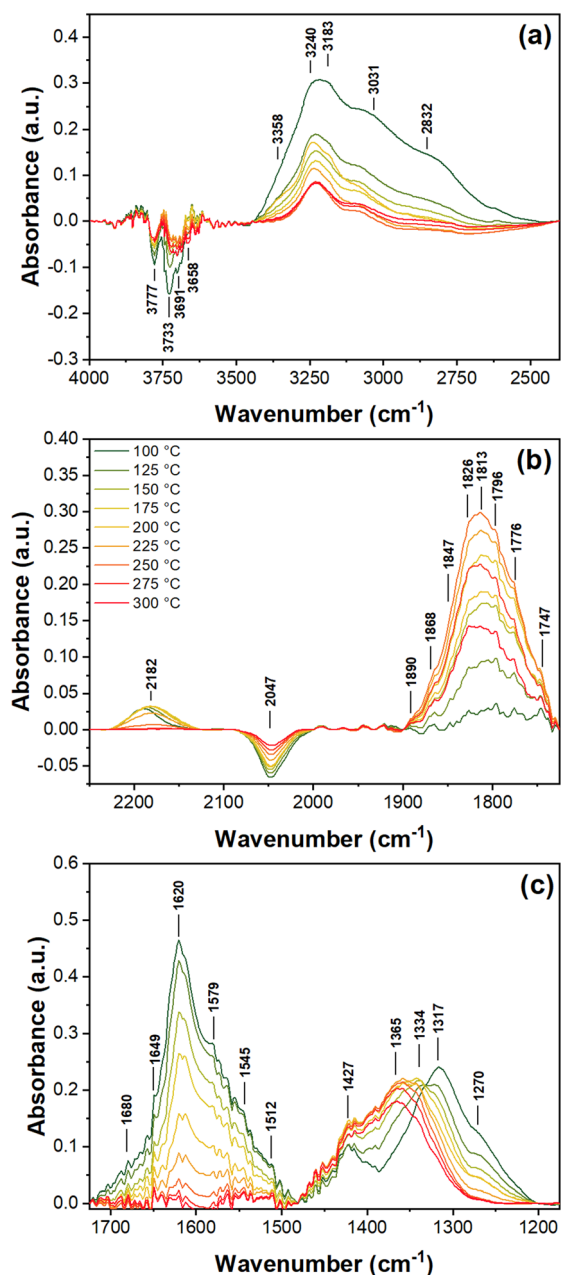 (a)
Absorbance (a.u.)
0.4
0.3
0.2
0.1
0.0
-0.1
-0.2
-0.3
3240
3183
3358
3031
2832
3777
3733
3691
3658
4000 3750 3500 3250 3000 2750 2500
Wavenumber (cm-1)
(b)
Absorbance (a.u.)
0.40
0.35
0.30
0.25
0.20
0.15
0.10
0.05
0.00
-0.05
100 °C
125 °C
150 °C
175 °C
200 °C
225 °C
250 °C
275 °C
300 °C
2182
2047
1890
1868
1847
1826
1813
1796
1776
1747
2200 2100 2000 1900 1800
Wavenumber (cm-1)
(c)
Absorbance (a.u.)
0.6
0.5
0.4
0.3
0.2
0.1
0.0
1680
1649
1620
1579
1545
1512
1427
1365
1334
1317
1270
1700 1600 1500 1400 1300 1200
Wavenumber (cm-1)